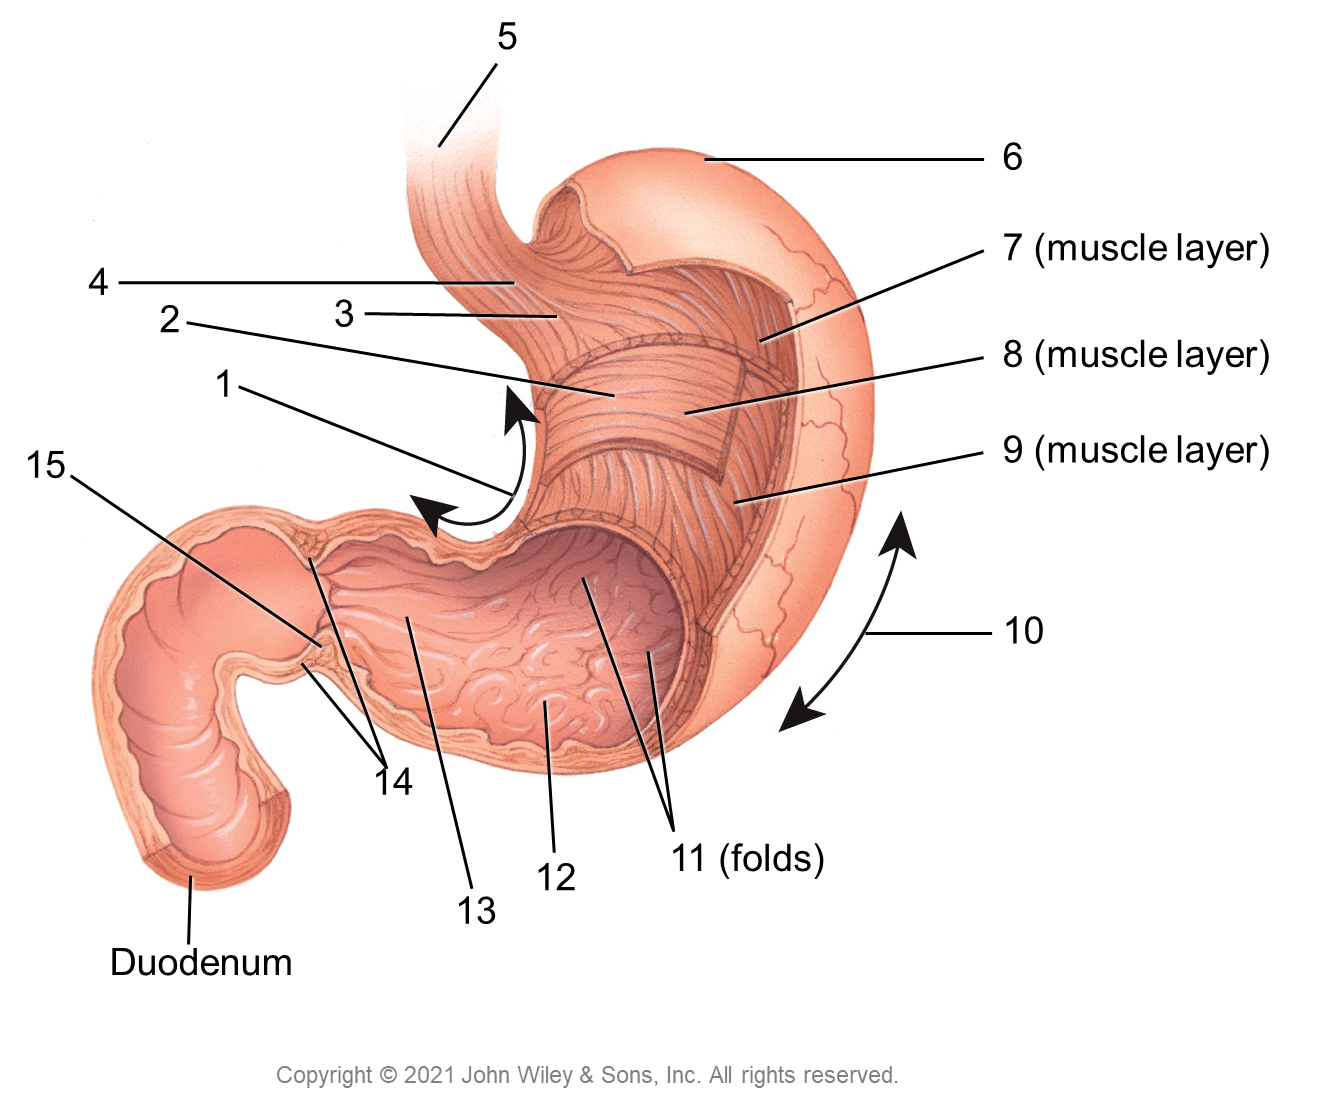 5
6
7 (muscle layer)
4
2
3
8 (muscle layer)
1
9 (muscle layer)
15
10
14
11 (folds)
12
13
Duodenum
Copyright © 2021 John Wiley & Sons, Inc. All rights reserved.